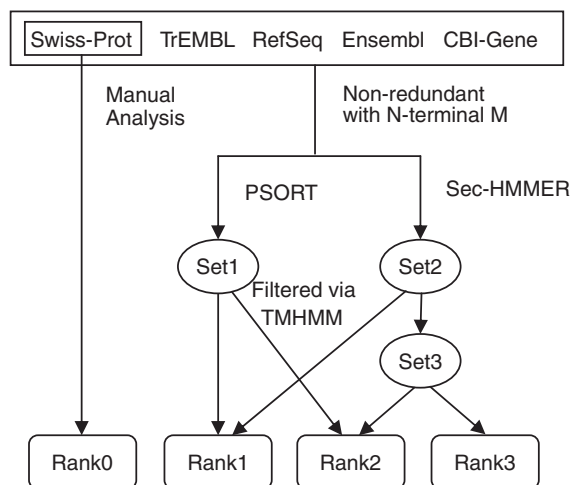 Swiss-Prot TrEMBL RefSeq Ensembl CBI-Gene
Manual
Analysis
Non-redundant
with N-terminal M
PSORT
Sec-HMMER
Set1
Set2
Filtered via
TMHMM
Set3
Rank0
Rank1
Rank2
Rank3